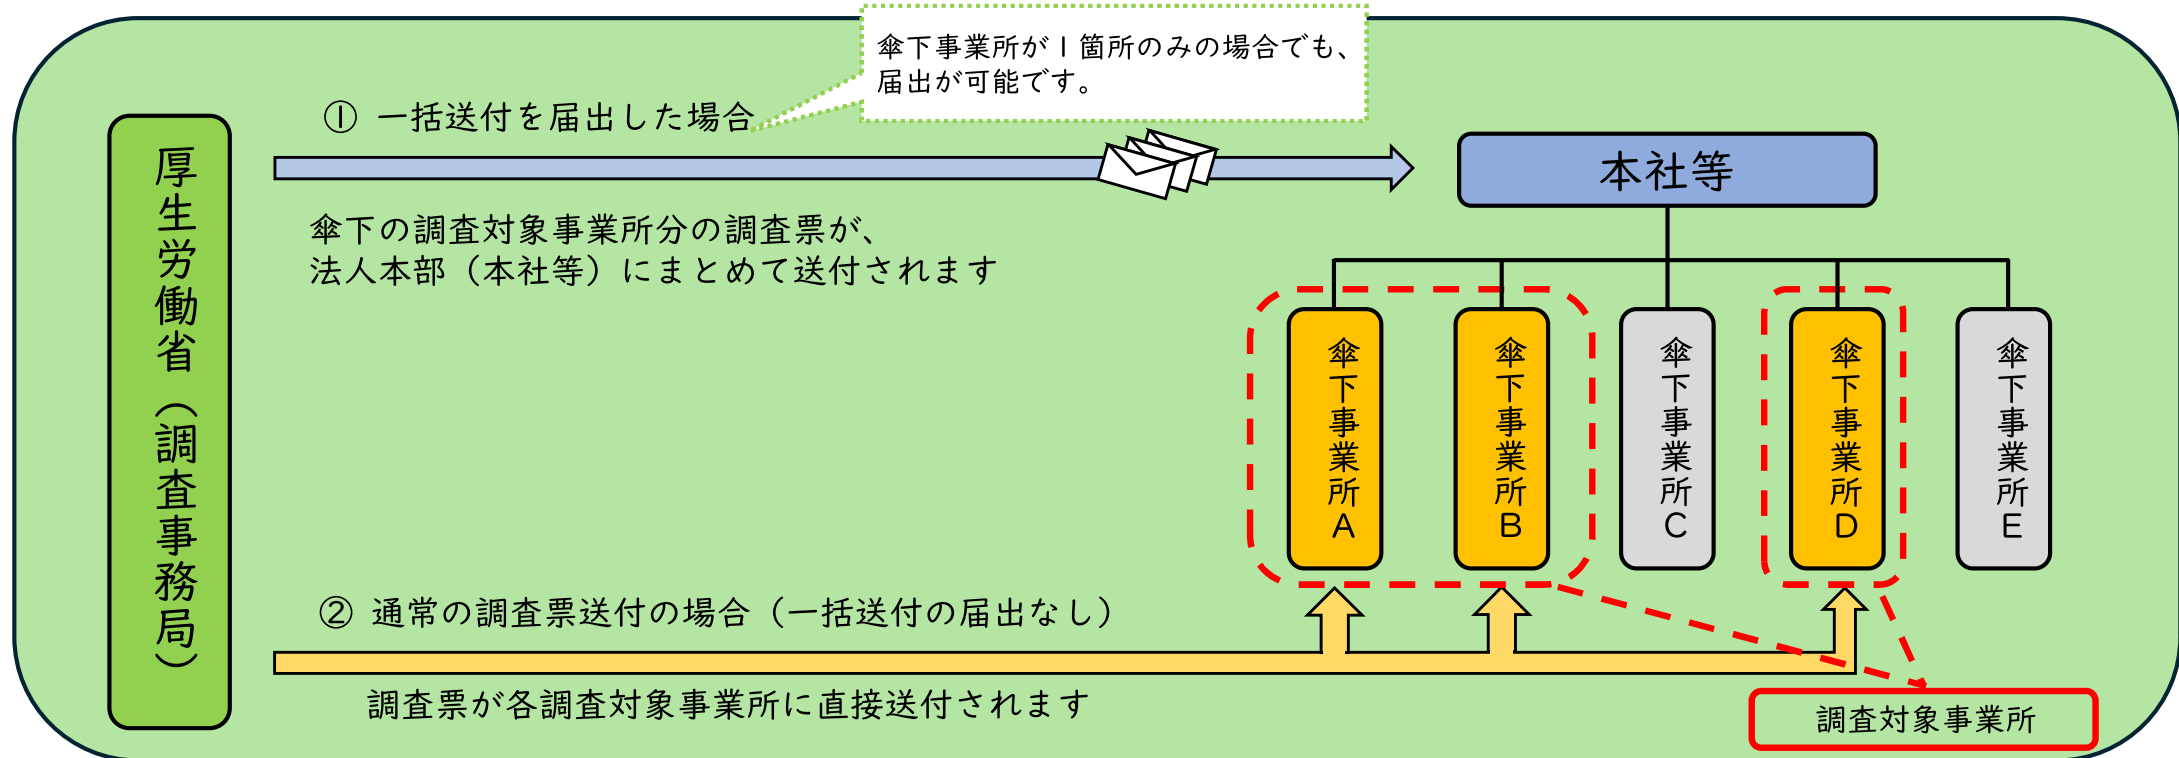 傘下事業所が1箇所のみの場合でも、
届出が可能です。
① 一括送付を届出した場合
厚生労働省（調査事務局）
本社等
傘下の調査対象事業所分の調査票が、
法人本部（本社等）にまとめて送付されます
傘下事業所A
傘下事業所B
傘下事業所C
傘下事業所D
傘下事業所E
② 通常の調査票送付の場合（一括送付の届出なし）
調査票が各調査対象事業所に直接送付されます
調査対象事業所